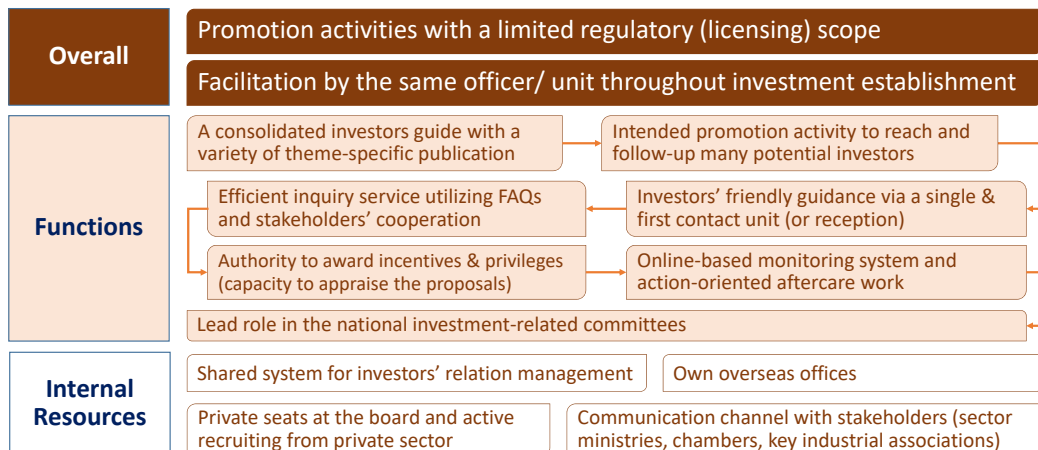 Overall
Promotion activities with a limited regulatory (licensing) scope
Facilitation by the same officer/ unit throughout investment establishment
Functions
A consolidated investors guide with a
variety of theme-specific publication
Intended promotion activity to reach and
follow-up many potential investors
Efficient inquiry service utilizing FAQs
and stakeholders' cooperation
Investors' friendly guidance via a single &
first contact unit (or reception)
Authority to award incentives & privileges
(capacity to appraise the proposals)
Online-based monitoring system and
action-oriented aftercare work
Lead role in the national investment-related committees
Internal
Resources
Shared system for investors' relation management
Own overseas offices
Private seats at the board and active
recruiting from private sector
Communication channel with stakeholders (sector
ministries, chambers, key industrial associations)